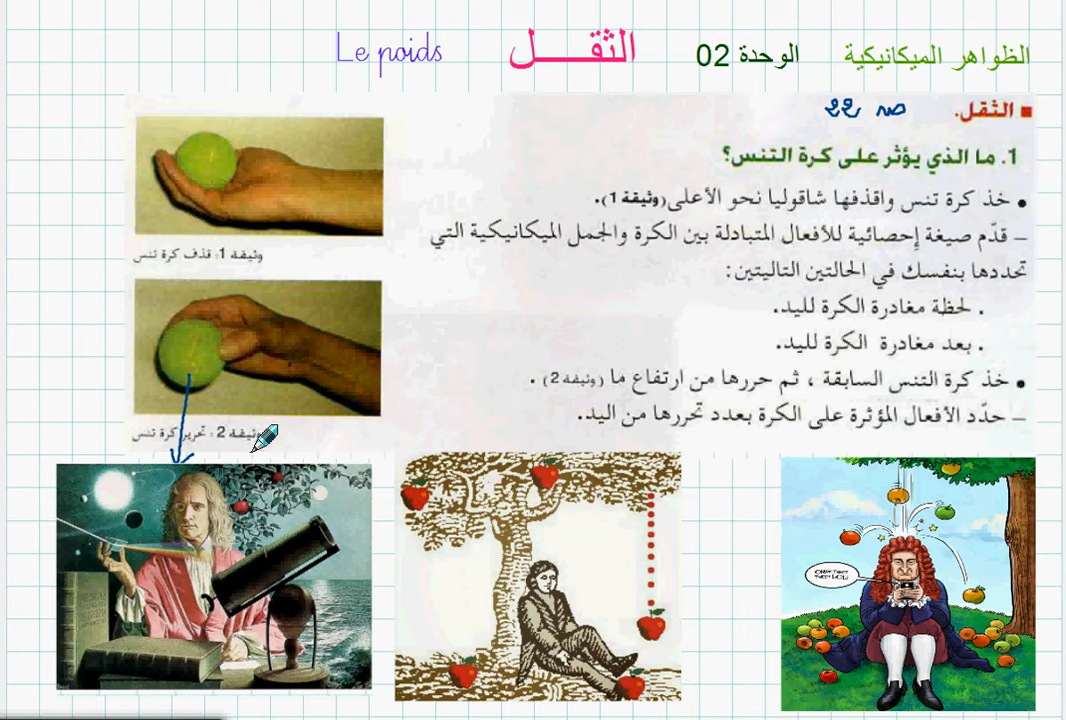 الظواهر الميكانيكية الوحدة 02 الثقـــــل Le poids
■ الثقل. ص 22
1. ما الذي يؤثر على كرة التنس؟
• خذ كرة تنس واقذفها شاقوليا نحو الأعلى (وثيقة 1).
– قدّم صيغة إحصائية للأفعال المتبادلة بين الكرة والجمل الميكانيكية التي
تحددها بنفسك في الحالتين التاليتين:
. لحظة مغادرة الكرة لليد.
. بعد مغادرة الكرة لليد.
• خذ كرة التنس السابقة ، ثم حررها من ارتفاع ما (وثيقة 2) .
– حدّد الأفعال المؤثرة على الكرة بعدد تحررها من اليد.
وثيقة 1: قذف كرة تنس
وثيقة 2: تحرير كرة تنس